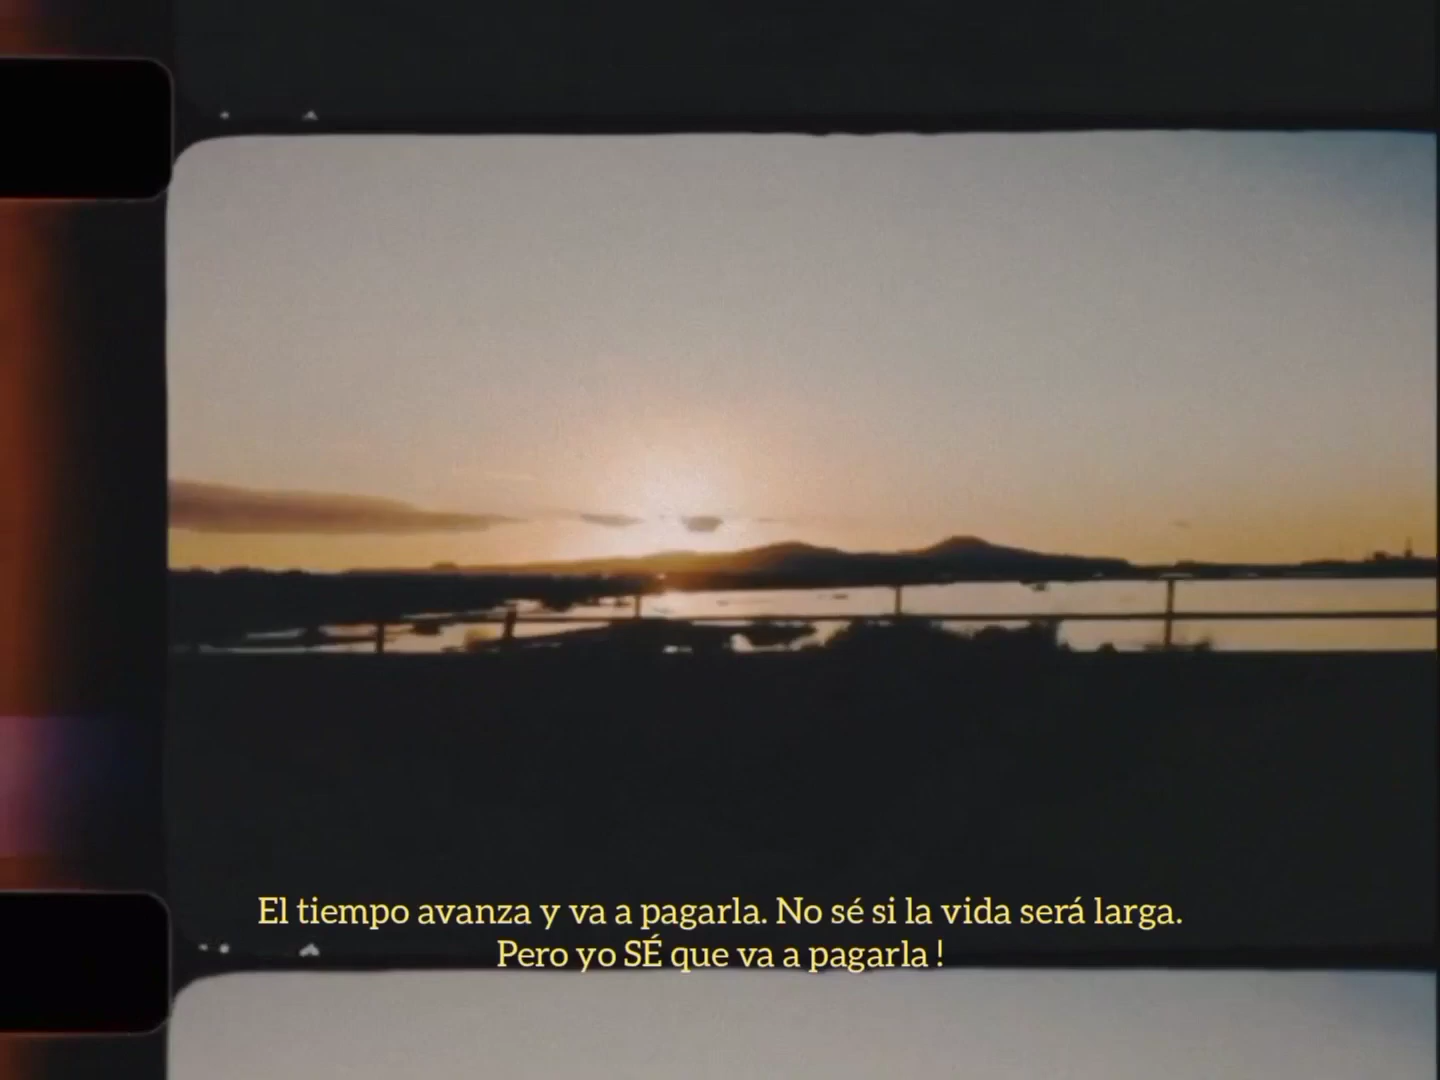 El tiempo avanza y va a pagarla. No sé si la vida será larga.
Pero yo SÉ que va a pagarla !